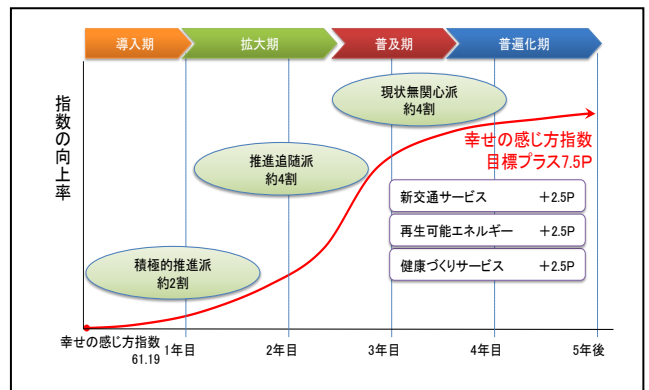 導入期
拡大期
普及期
普遍化期
指数の向上率
現状無関心派
約4割
幸せの感じ方指数
目標プラス7.5P
推進追随派
約4割
新交通サービス +2.5P
再生可能エネルギー +2.5P
健康づくりサービス +2.5P
積極的推進派
約2割
幸せの感じ方指数
61.19
1年目
2年目
3年目
4年目
5年後